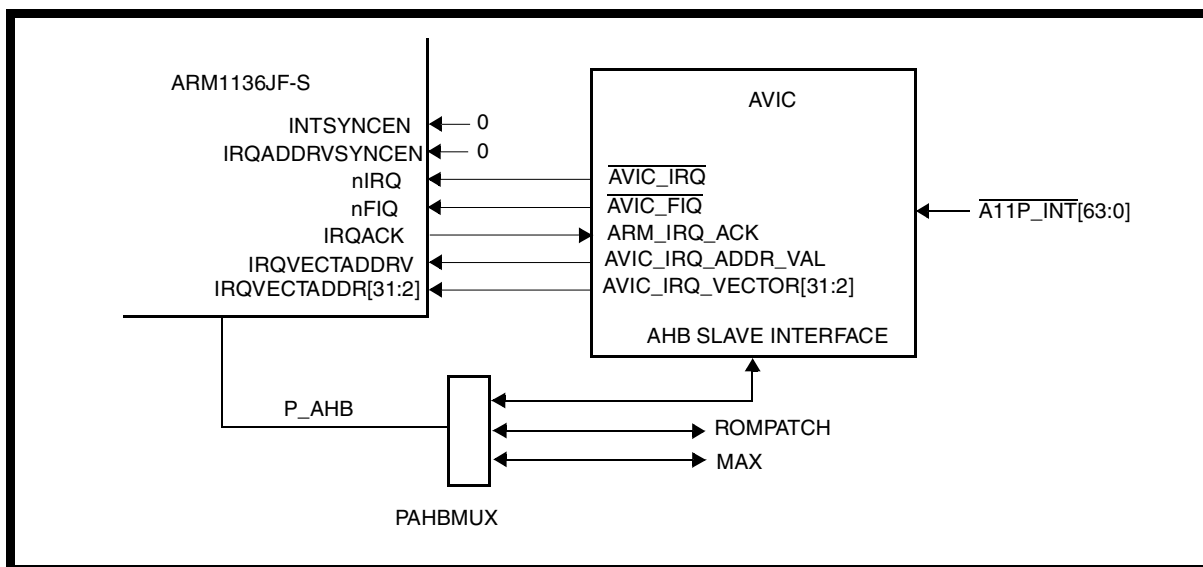 ARM1136JF-S
INTSYNCEN
0
IRQADDRVSYNCEN
0
nIRQ
nFIQ
IRQACK
IRQVECTADDRV
IRQVECTADDR[31:2]
AVIC
AVIC_IRQ
AVIC_FIQ
ARM_IRQ_ACK
AVIC_IRQ_ADDR_VAL
AVIC_IRQ_VECTOR[31:2]
AHB SLAVE INTERFACE
A11P_INT[63:0]
P_AHB
ROMPATCH
MAX
PAHBMUX